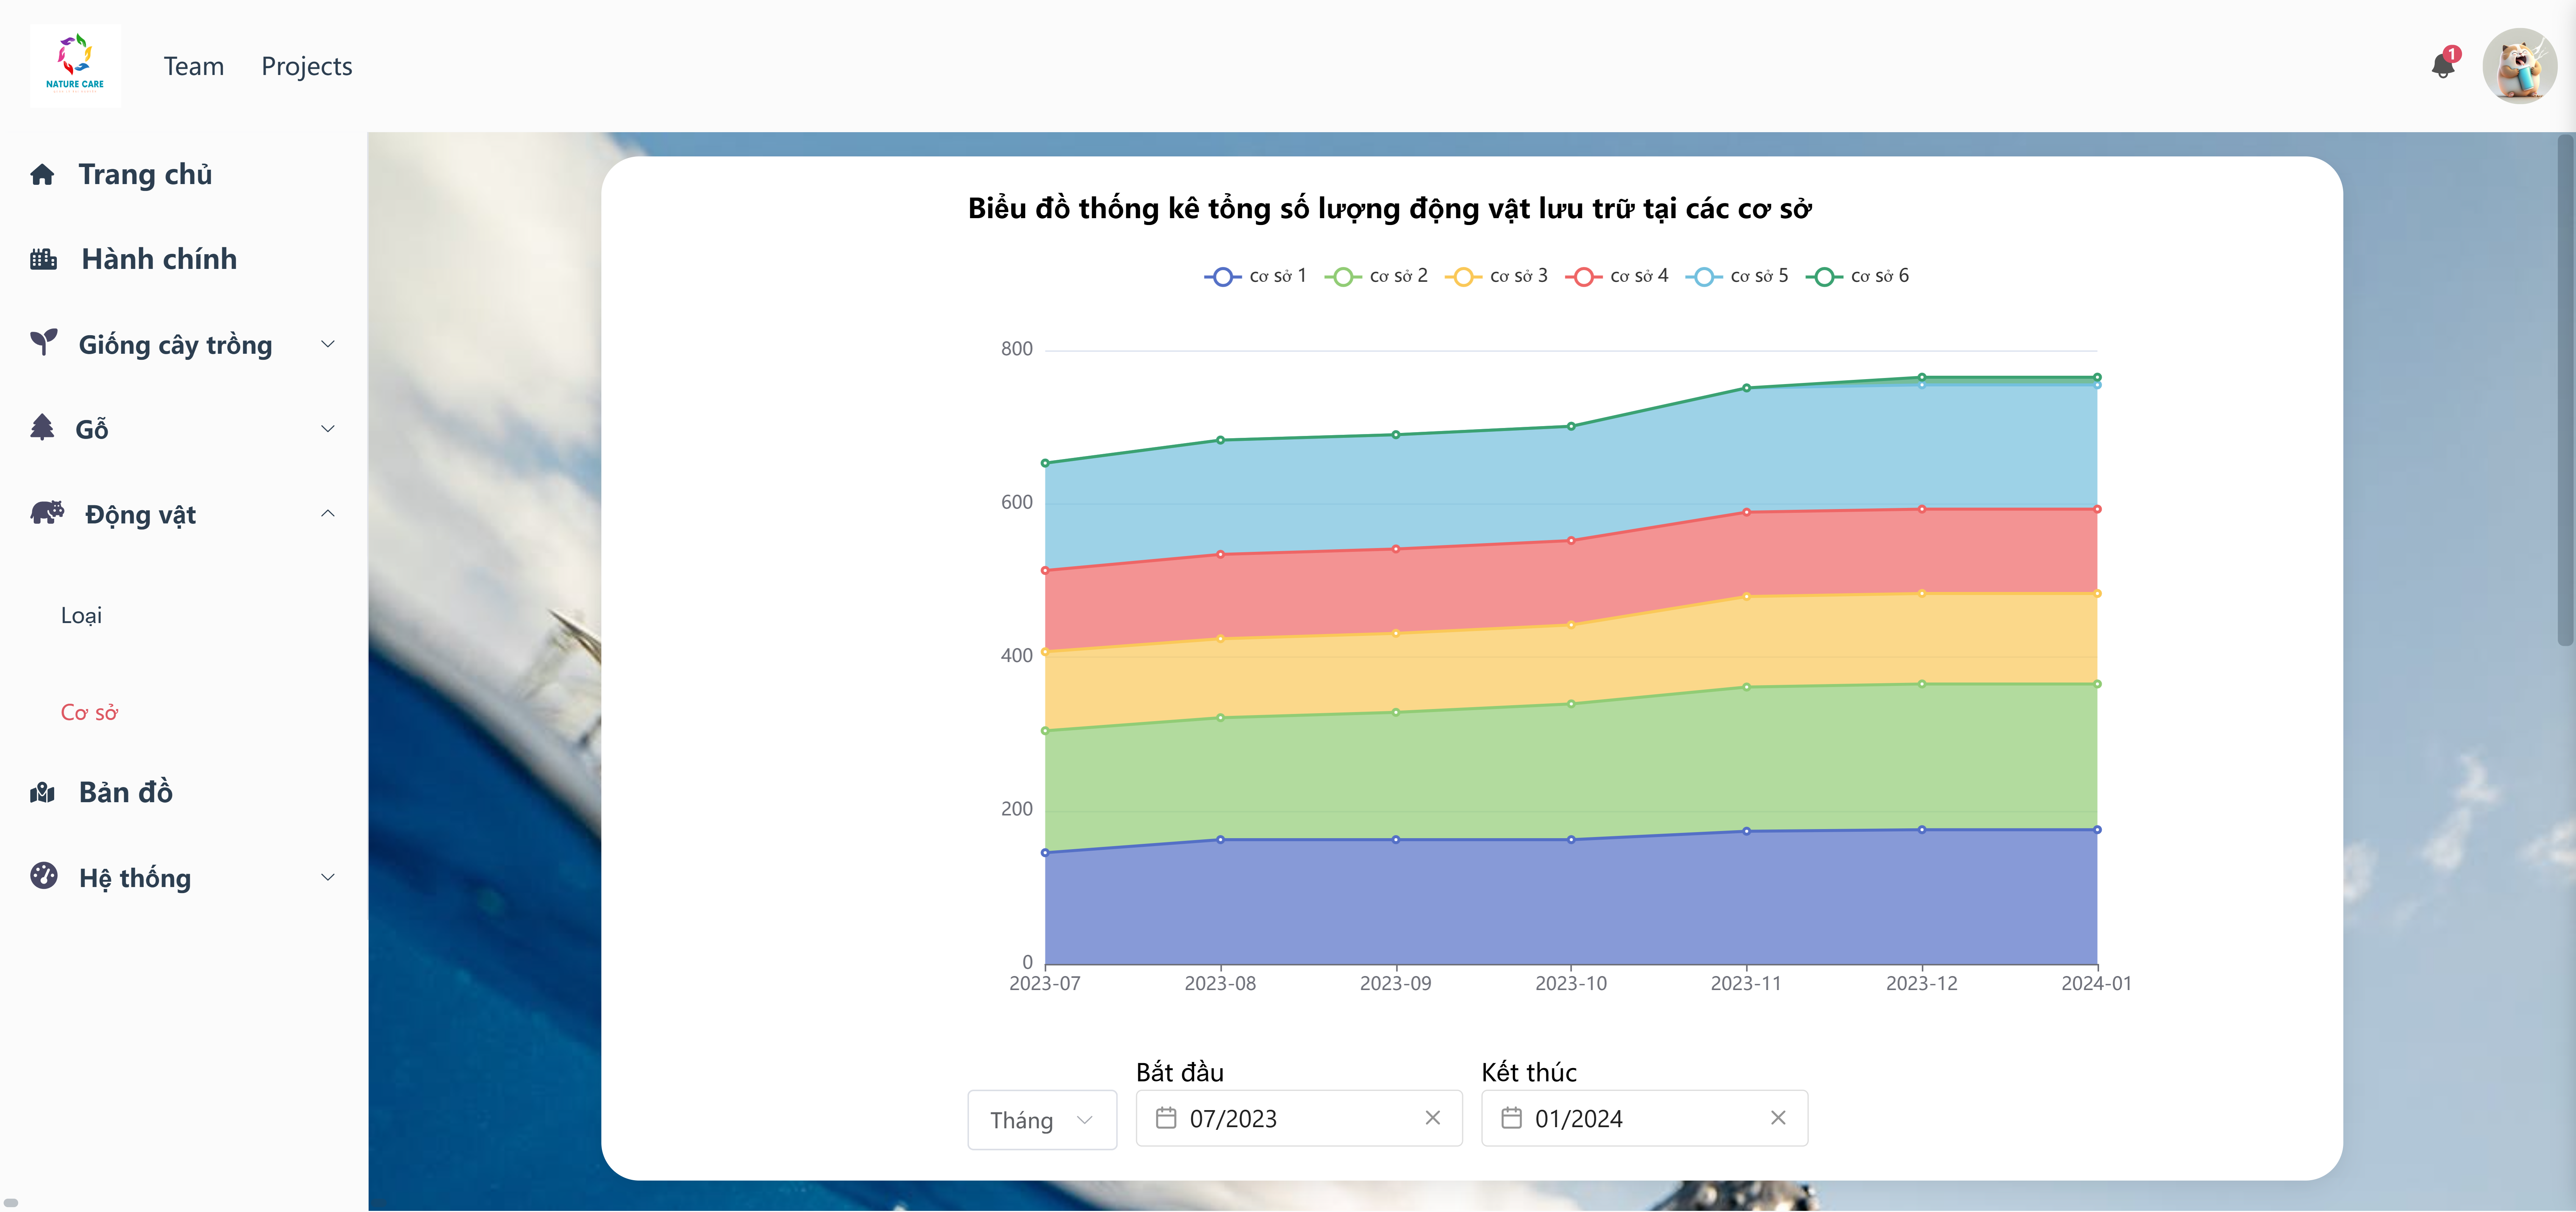 NATURE CARE
Team
Projects
1
Trang chủ
Hành chính
Giống cây trồng
Gỗ
Động vật
Loại
Cơ sở
Bản đồ
Hệ thống
Biểu đồ thống kê tổng số lượng động vật lưu trữ tại các cơ sở
cơ sở 1 cơ sở 2 cơ sở 3 cơ sở 4 cơ sở 5 cơ sở 6
800
600
400
200
0
2023-07 2023-08 2023-09 2023-10 2023-11 2023-12 2024-01
Bắt đầu Kết thúc
Tháng 07/2023 01/2024